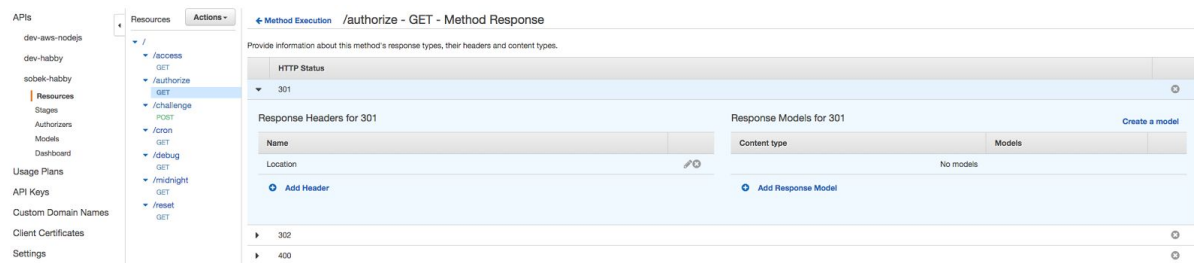 APIs
dev-aws-nodejs
dev-habby
sobek-habby
Resources
Stages
Authorizers
Models
Dashboard
Usage Plans
API Keys
Custom Domain Names
Client Certificates
Settings
Resources Actions
/
/access
GET
/authorize
GET
/challenge
POST
/cron
GET
/debug
GET
/midnight
GET
/reset
GET
Method Execution /authorize - GET - Method Response
Provide information about this method's response types, their headers and content types.
HTTP Status
301
Response Headers for 301
Name
Location
Add Header
Response Models for 301 Create a model
Content type Models
No models
Add Response Model
302
400